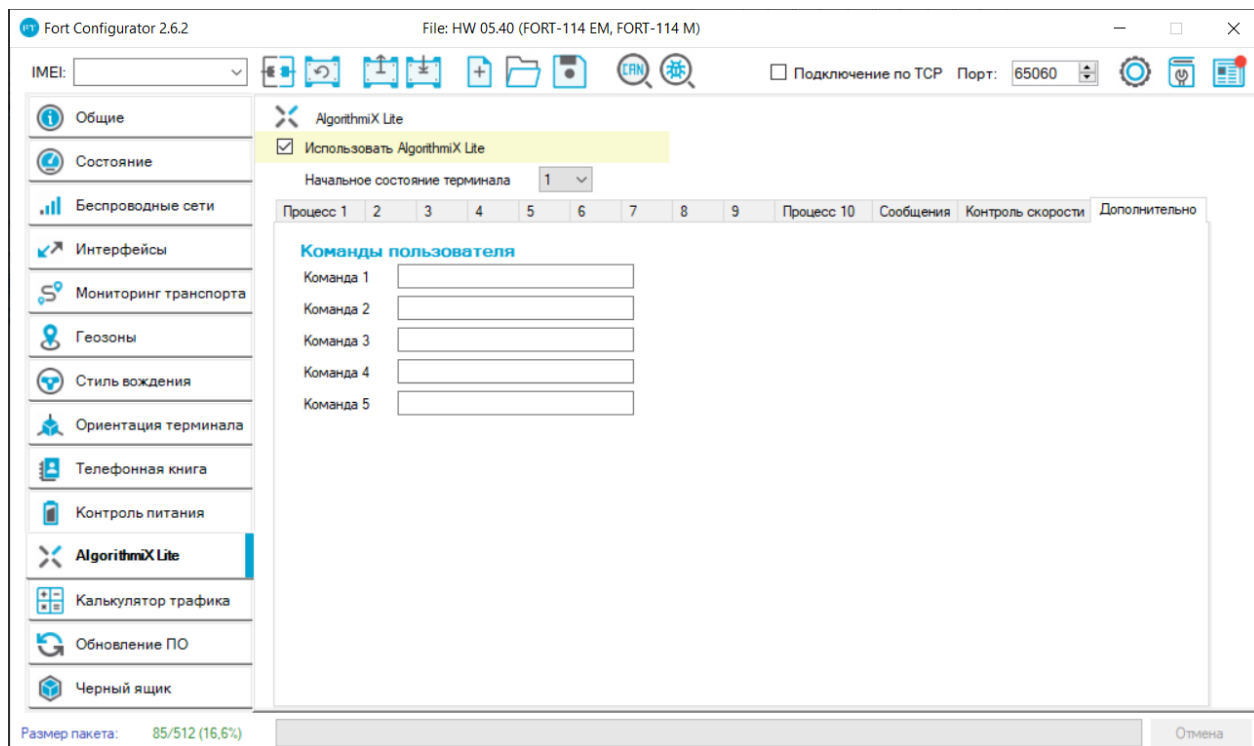 Fort Configurator 2.6.2 File: HW 05.40 (FORT-114 EM, FORT-114 M)
IMEI: CAN Подключение по TCP Порт: 65060
Общие
Состояние
Беспроводные сети
Интерфейсы
Мониторинг транспорта
Геозоны
Стиль вождения
Ориентация терминала
Телефонная книга
Контроль питания
AlgorithmiX Lite
Калькулятор трафика
Обновление ПО
Черный ящик
AlgorithmiX Lite
Использовать AlgorithmiX Lite
Начальное состояние терминала 1
Процесс 1 2 3 4 5 6 7 8 9 Процесс 10 Сообщения Контроль скорости Дополнительно
Команды пользователя
Команда 1
Команда 2
Команда 3
Команда 4
Команда 5
Размер пакета: 85/512 (16,6%) Отмена